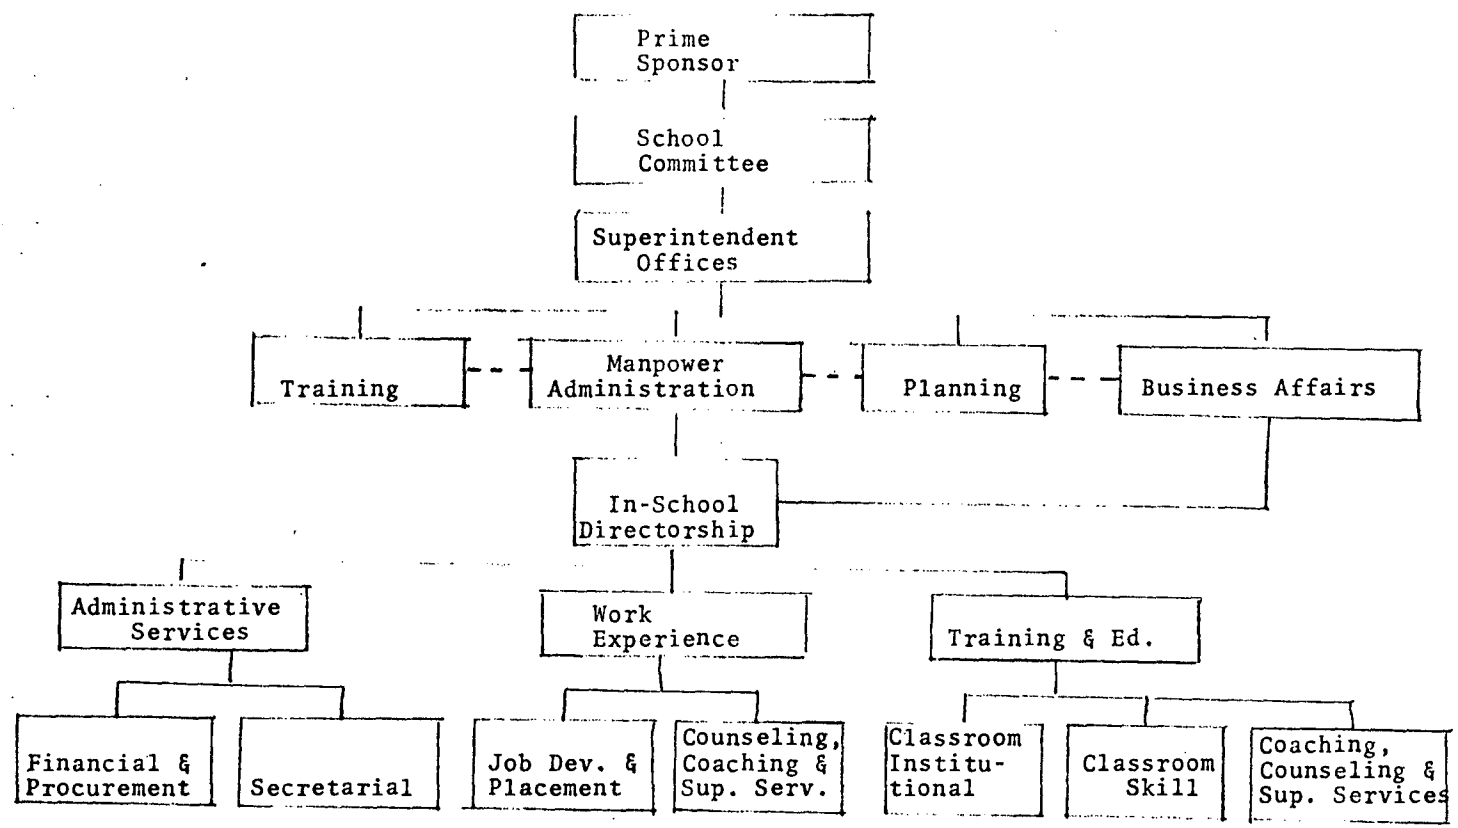 Prime
Sponsor
School
Committee
Superintendent
Offices
Training
Manpower
Administration
Planning
Business Affairs
In-School
Directorship
Administrative
Services
Work
Experience
Training & Ed.
Financial &
Procurement
Secretarial
Job Dev. &
Placement
Counseling,
Coaching &
Sup. Serv.
Classroom
Institu-
tional
Classroom
Skill
Coaching,
Counseling &
Sup. Services